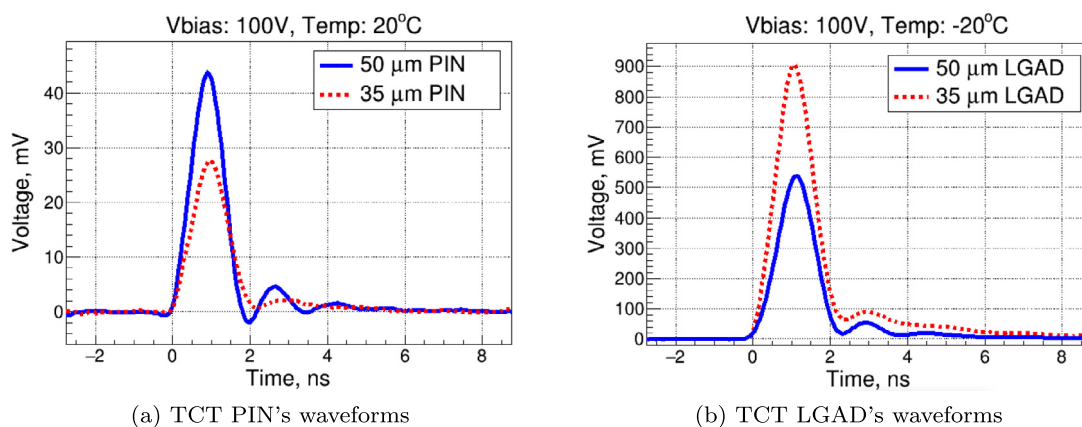 Vbias: 100V, Temp: 20°C
Voltage, mV
40
30
20
10
0
50 μm PIN
35 μm PIN
−2 0 2 4 6 8
Time, ns
(a) TCT PIN's waveforms
Vbias: 100V, Temp: -20°C
Voltage, mV
900
800
700
600
500
400
300
200
100
0
50 μm LGAD
35 μm LGAD
−2 0 2 4 6 8
Time, ns
(b) TCT LGAD's waveforms